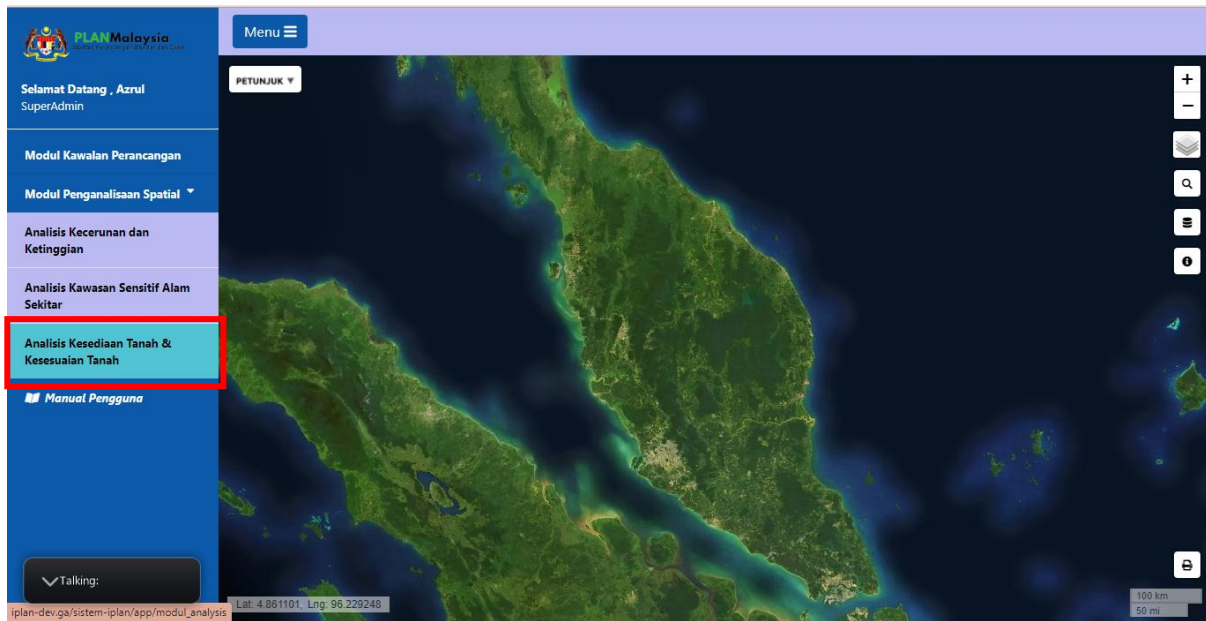 PLANMalaysia
Menu
Selamat Datang , Azrul
SuperAdmin
PETUNJUK ▼
+
−
Modul Kawalan Perancangan
Modul Penganalisaan Spatial
Analisis Kecerunan dan
Ketinggian
Analisis Kawasan Sensitif Alam
Sekitar
Analisis Kesediaan Tanah &
Kesesuaian Tanah
Manual Pengguna
Talking:
iplan-dev.ga/sistem-iplan/app/modul_analysis
Lat: 4.861101, Lng: 96.229248
100 km
50 mi